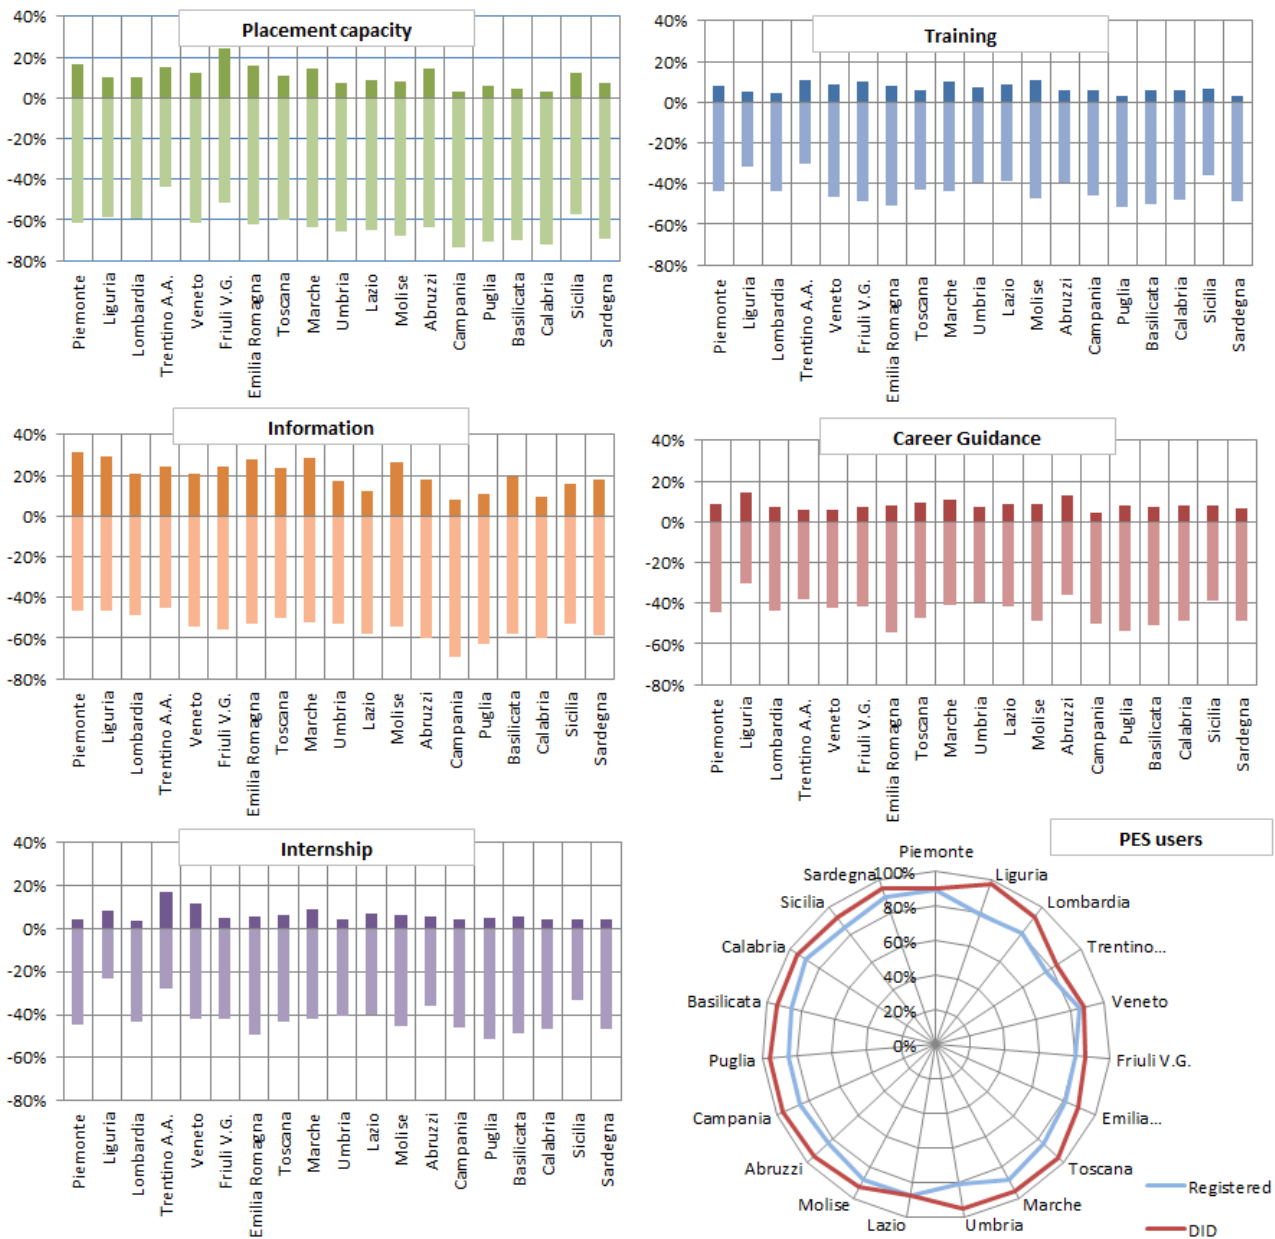 Placement capacity
40%
20%
0%
-20%
-40%
-60%
-80%
Piemonte
Liguria
Lombardia
Trentino A.A.
Veneto
Friuli V.G.
Emilia Romagna
Toscana
Marche
Umbria
Lazio
Molise
Abruzzi
Campania
Puglia
Basilicata
Calabria
Sicilia
Sardegna
Training
40%
20%
0%
-20%
-40%
-60%
-80%
Piemonte
Liguria
Lombardia
Trentino A.A.
Veneto
Friuli V.G.
Emilia Romagna
Toscana
Marche
Umbria
Lazio
Molise
Abruzzi
Campania
Puglia
Basilicata
Calabria
Sicilia
Sardegna
Information
40%
20%
0%
-20%
-40%
-60%
-80%
Piemonte
Liguria
Lombardia
Trentino A.A.
Veneto
Friuli V.G.
Emilia Romagna
Toscana
Marche
Umbria
Lazio
Molise
Abruzzi
Campania
Puglia
Basilicata
Calabria
Sicilia
Sardegna
Career Guidance
40%
20%
0%
-20%
-40%
-60%
-80%
Piemonte
Liguria
Lombardia
Trentino A.A.
Veneto
Friuli V.G.
Emilia Romagna
Toscana
Marche
Umbria
Lazio
Molise
Abruzzi
Campania
Puglia
Basilicata
Calabria
Sicilia
Sardegna
Internship
40%
20%
0%
-20%
-40%
-60%
-80%
Piemonte
Liguria
Lombardia
Trentino A.A.
Veneto
Friuli V.G.
Emilia Romagna
Toscana
Marche
Umbria
Lazio
Molise
Abruzzi
Campania
Puglia
Basilicata
Calabria
Sicilia
Sardegna
PES users
100%
80%
60%
40%
20%
0%
Piemonte
Liguria
Lombardia
Trentino...
Veneto
Friuli V.G.
Emilia...
Toscana
Marche
Umbria
Lazio
Molise
Abruzzi
Campania
Puglia
Basilicata
Calabria
Sicilia
Sardegna
Registered
DID